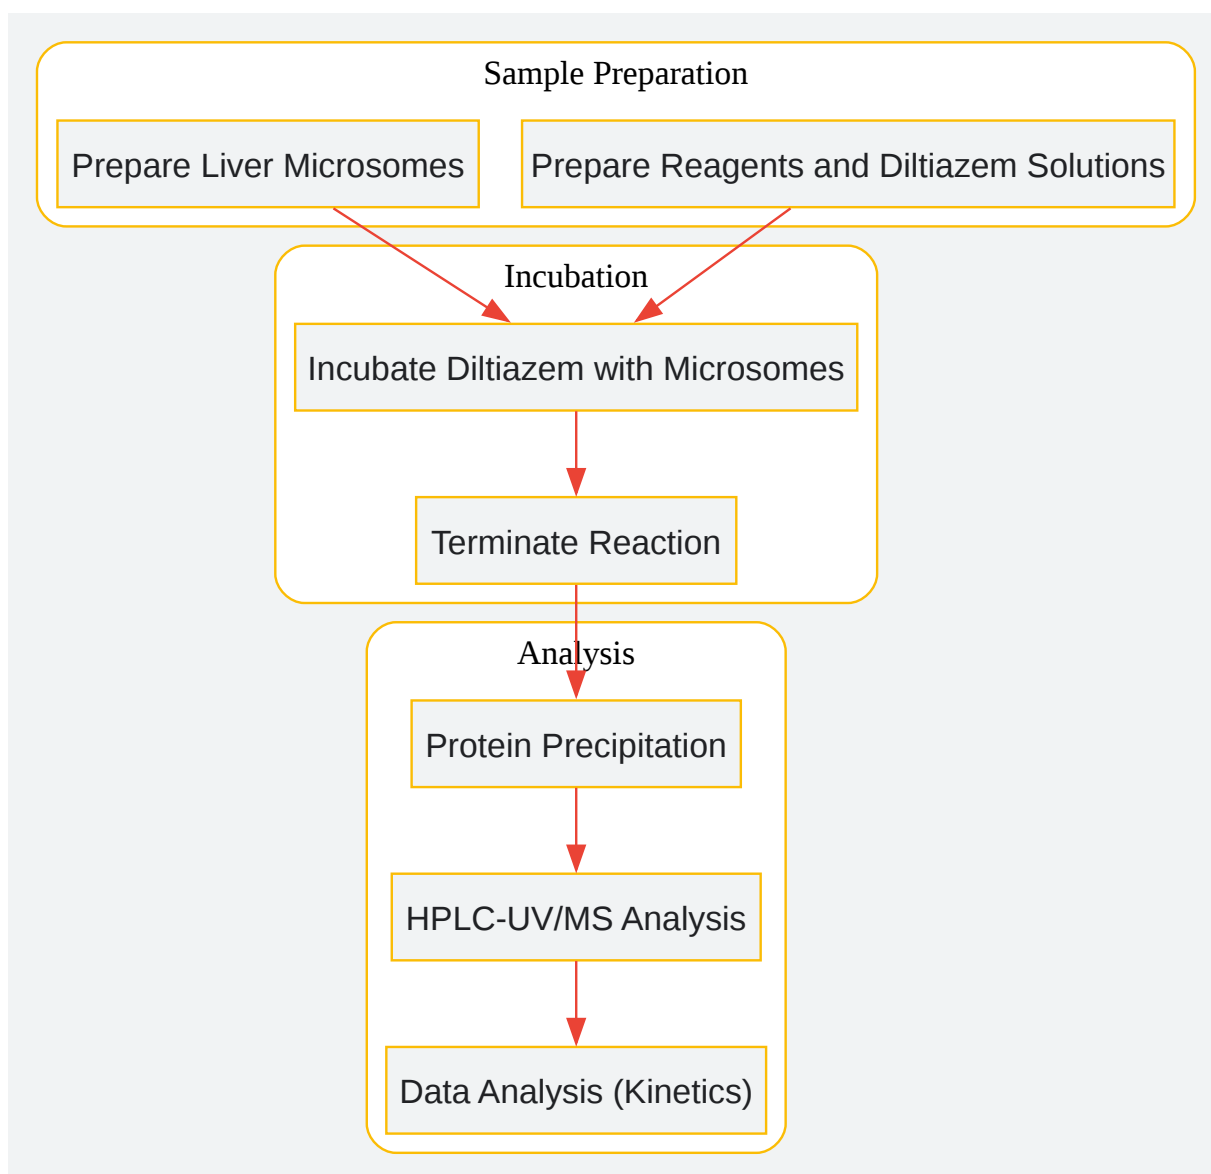 Sample Preparation
Prepare Liver Microsomes
Prepare Reagents and Diltiazem Solutions
Incubation
Incubate Diltiazem with Microsomes
Terminate Reaction
Analysis
Protein Precipitation
HPLC-UV/MS Analysis
Data Analysis (Kinetics)